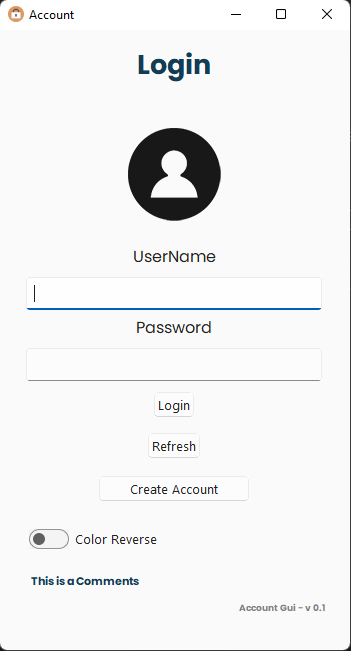 Account
Login
UserName
Password
Login
Refresh
Create Account
Color Reverse
This is a Comments
Account Gui - v 0.1